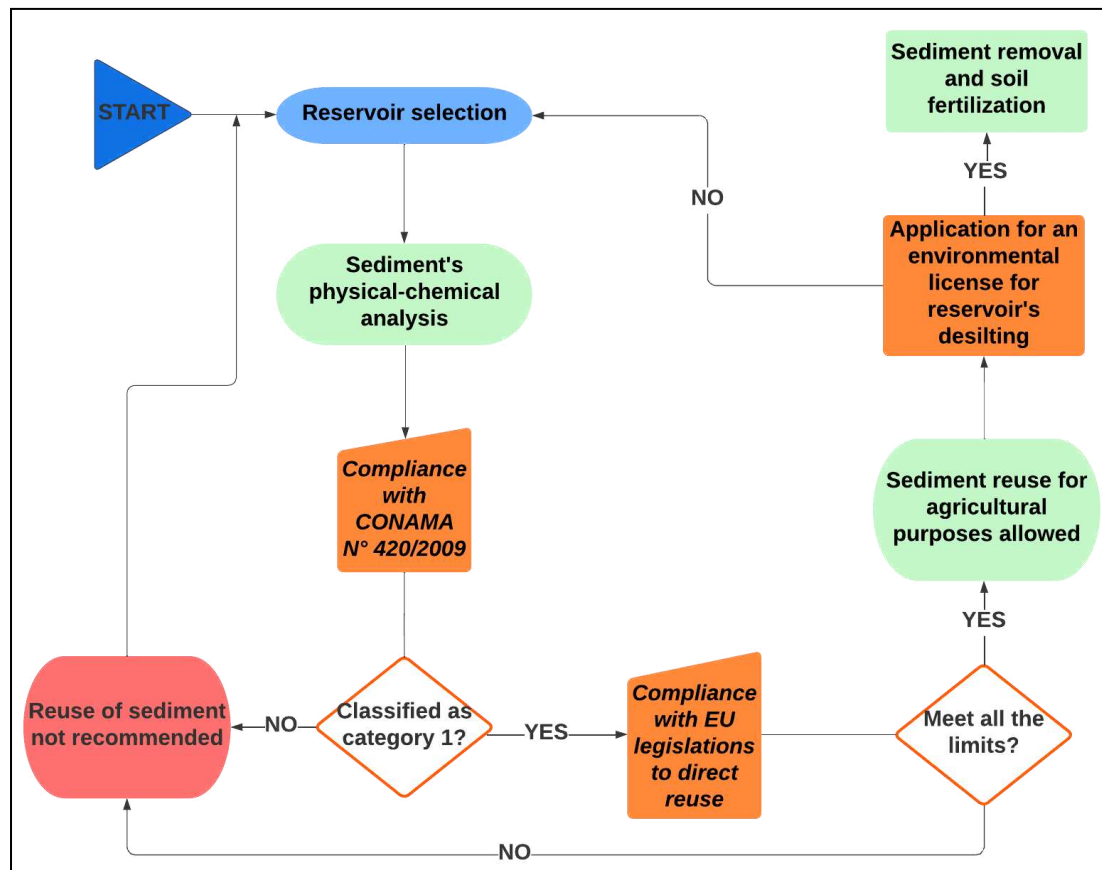 START
Reservoir selection
Sediment's
physical-chemical
analysis
Compliance
with
CONAMA
N° 420/2009
Classified as
category 1?
NO
Reuse of sediment
not recommended
YES
Compliance
with EU
legislations
to direct
reuse
Meet all the
limits?
NO
YES
Sediment reuse for
agricultural
purposes allowed
Application for an
environmental
license for
reservoir's
desilting
NO
YES
Sediment removal
and soil
fertilization